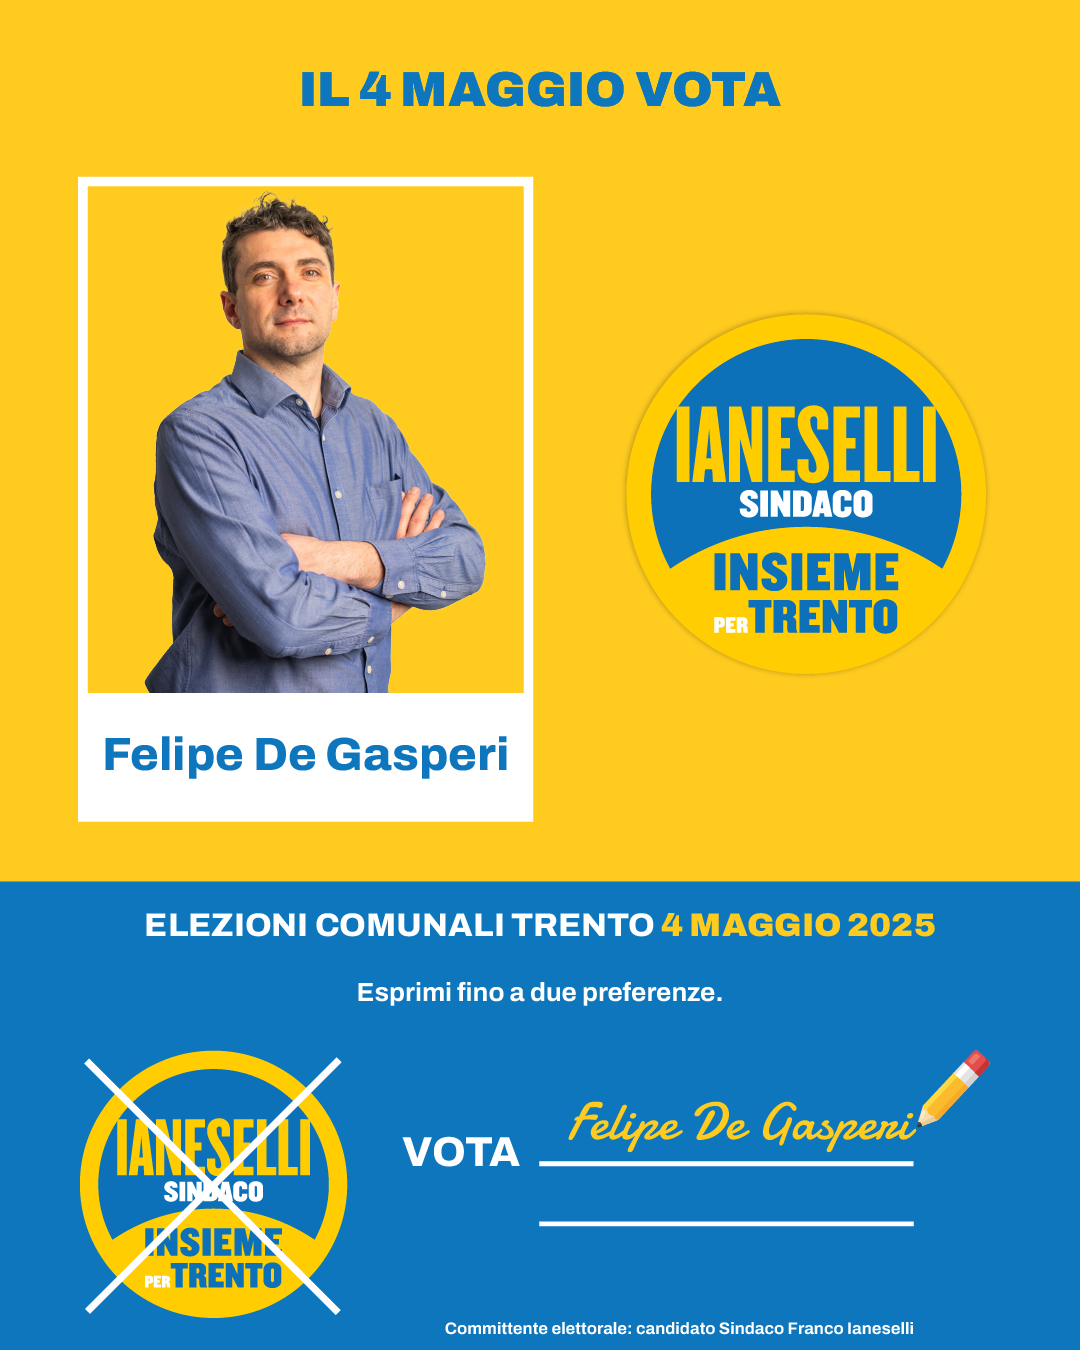 IL 4 MAGGIO VOTA
IANESELLI
SINDACO
INSIEME
PER TRENTO
Felipe De Gasperi
ELEZIONI COMUNALI TRENTO 4 MAGGIO 2025
Esprimi fino a due preferenze.
IANESELLI
SINDACO
INSIEME
PER TRENTO
VOTA
Felipe De Gasperi
Committente elettorale: candidato Sindaco Franco Ianeselli